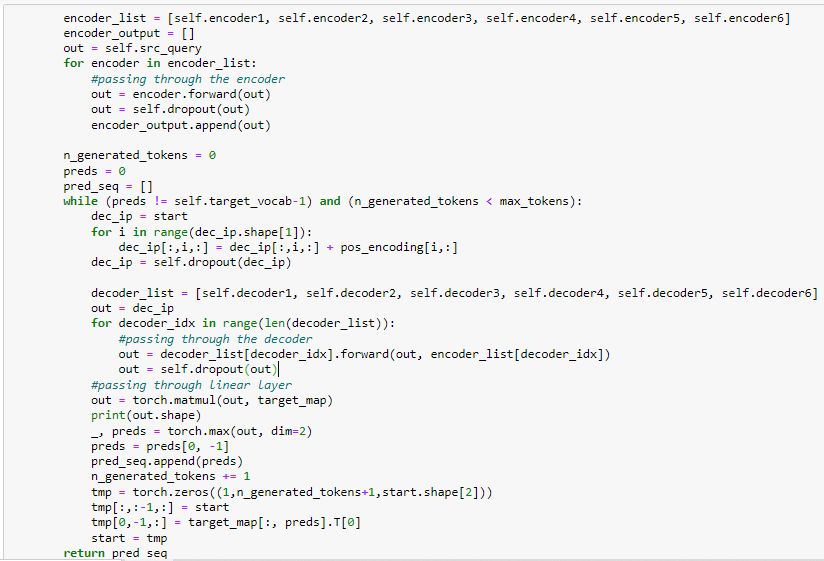 encoder_list = [self.encoder1, self.encoder2, self.encoder3, self.encoder4, self.encoder5, self.encoder6]
encoder_output = []
out = self.src_query
for encoder in encoder_list:
    #passing through the encoder
    out = encoder.forward(out)
    out = self.dropout(out)
    encoder_output.append(out)

n_generated_tokens = 0
preds = 0
pred_seq = []
while (preds != self.target_vocab-1) and (n_generated_tokens < max_tokens):
    dec_ip = start
    for i in range(dec_ip.shape[1]):
        dec_ip[:,i,:] = dec_ip[:,i,:] + pos_encoding[i,:]
    dec_ip = self.dropout(dec_ip)

    decoder_list = [self.decoder1, self.decoder2, self.decoder3, self.decoder4, self.decoder5, self.decoder6]
    out = dec_ip
    for decoder_idx in range(len(decoder_list)):
        #passing through the decoder
        out = decoder_list[decoder_idx].forward(out, encoder_list[decoder_idx])
        out = self.dropout(out)
    #passing through linear layer
    out = torch.matmul(out, target_map)
    print(out.shape)
    _, preds = torch.max(out, dim=2)
    preds = preds[0, -1]
    pred_seq.append(preds)
    n_generated_tokens += 1
    tmp = torch.zeros((1,n_generated_tokens+1,start.shape[2]))
    tmp[:,:-1,:] = start
    tmp[0,-1,:] = target_map[:, preds].T[0]
    start = tmp
return pred_seq